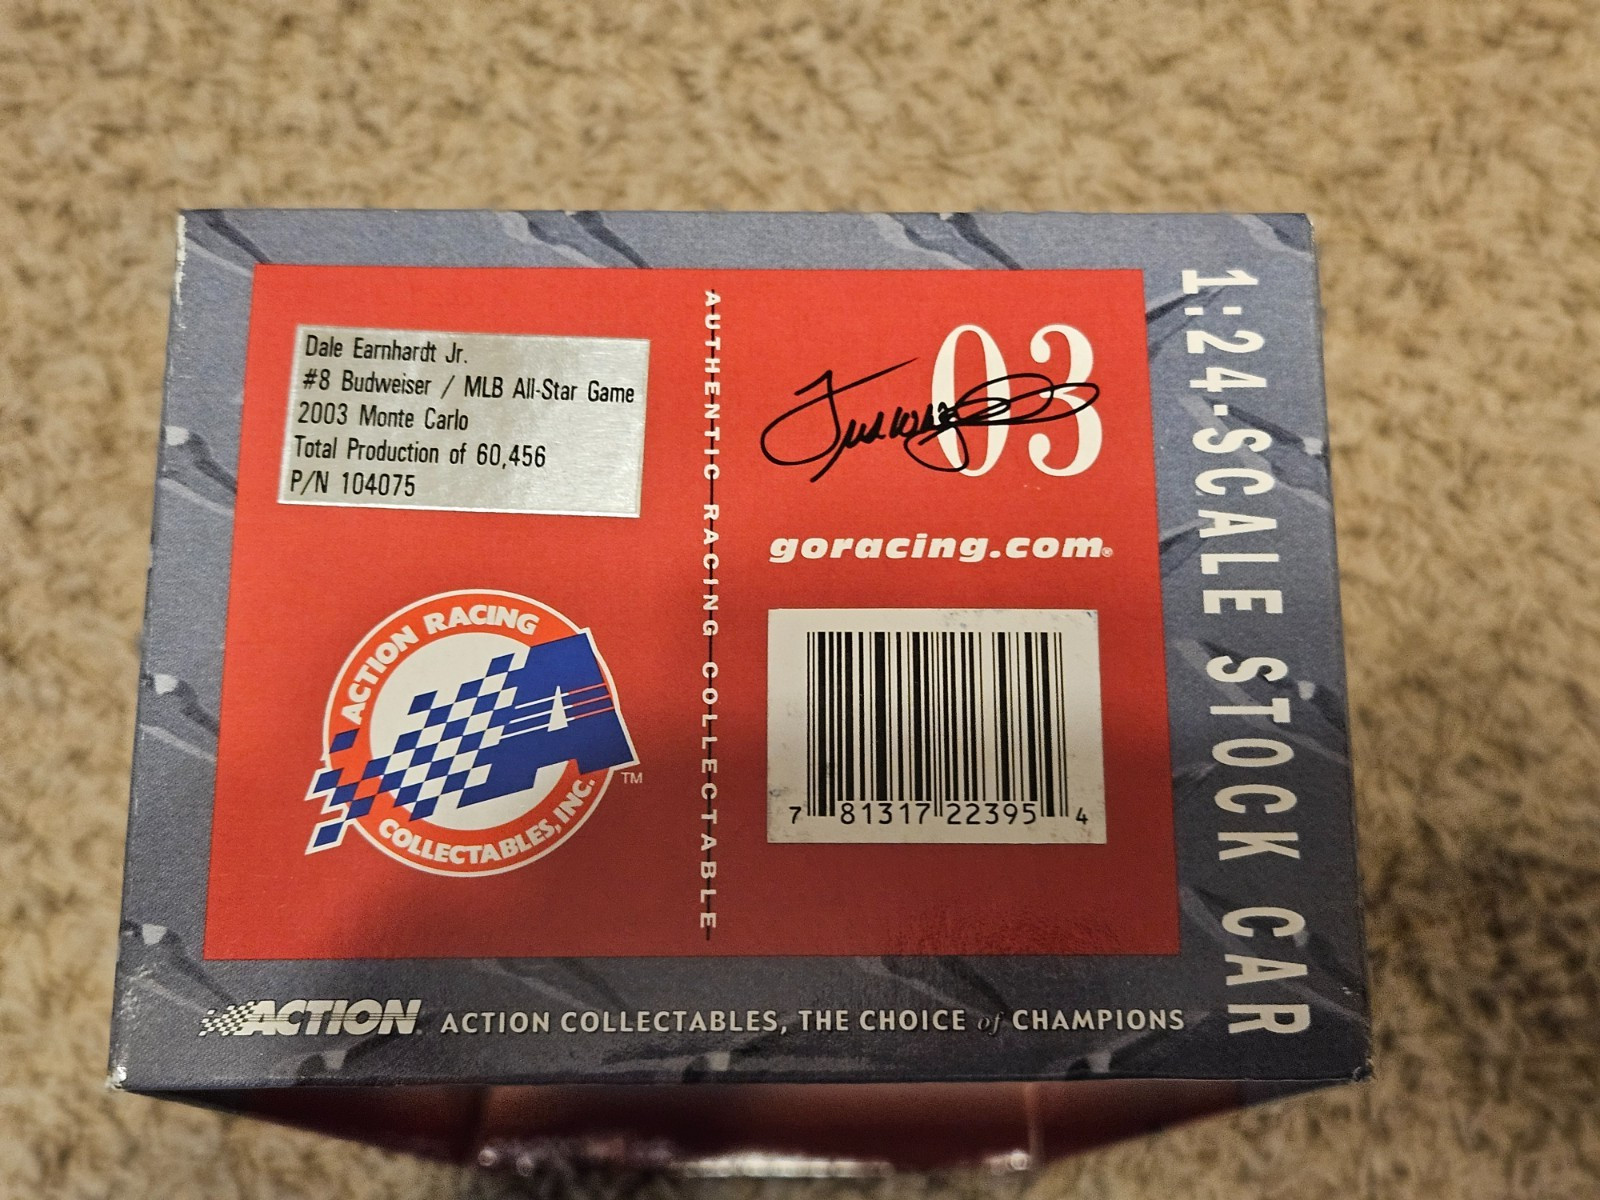 Dale Earnhardt Jr.
#8 Budweiser / MLB All-Star Game
2003 Monte Carlo
Total Production of 60,456
P/N 104075
ACTION RACING
COLLECTABLES, INC.
TM
AUTHENTIC RACING COLLECTABLE
03
goracing.com®
7 81317 22395 4
1:24-SCALE STOCK CAR
ACTION
ACTION COLLECTABLES, THE CHOICE of CHAMPIONS